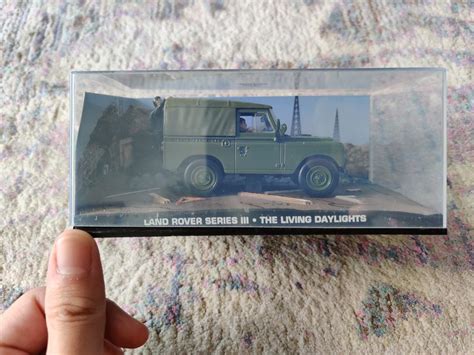 LAND ROVER SERIES III • THE LIVING DAYLIGHTS